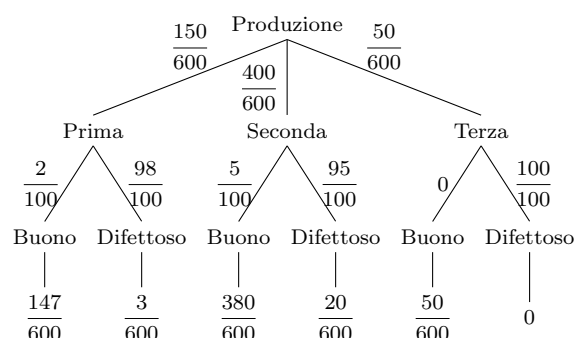 Produzione
150/600 400/600 50/600
Prima Seconda Terza
2/100 98/100 5/100 95/100 0 100/100
Buono Difettoso Buono Difettoso Buono Difettoso
147/600 3/600 380/600 20/600 50/600 0